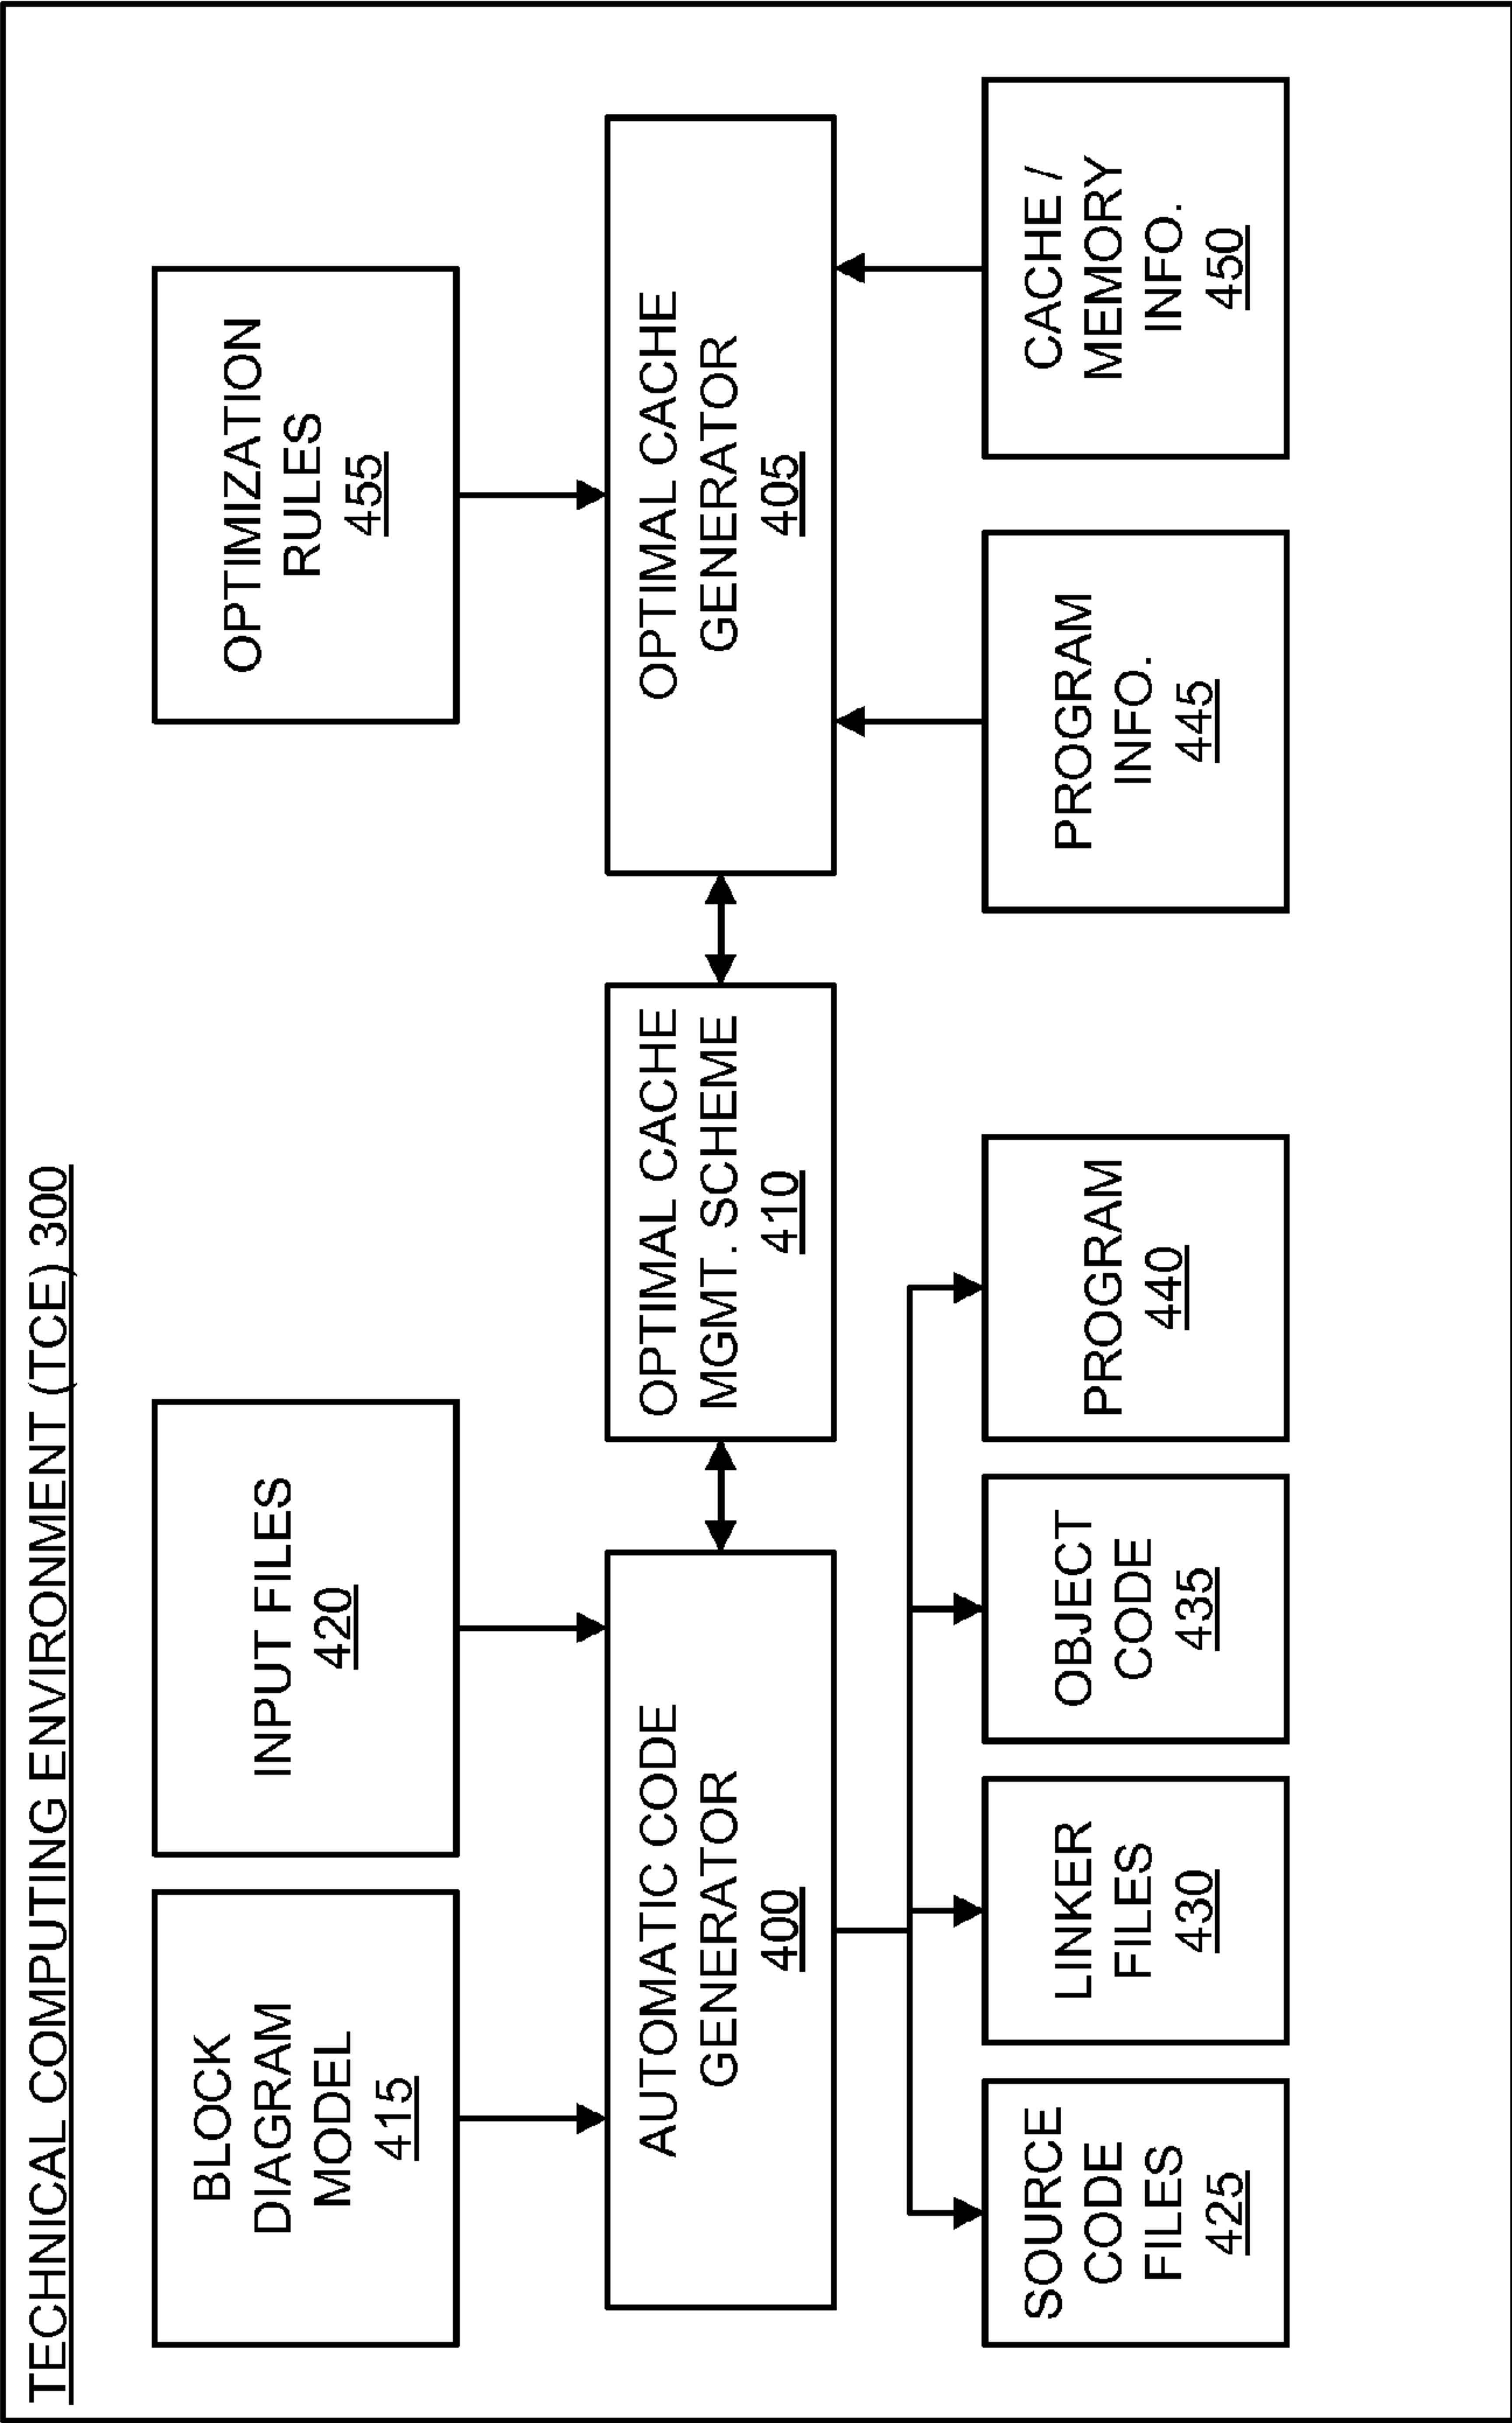 TECHNICAL COMPUTING ENVIRONMENT (TCE) 300
BLOCK
DIAGRAM
MODEL
415
INPUT FILES
420
OPTIMIZATION
RULES
455
AUTOMATIC CODE
GENERATOR
400
OPTIMAL CACHE
MGMT. SCHEME
410
OPTIMAL CACHE
GENERATOR
405
SOURCE
CODE
FILES
425
LINKER
FILES
430
OBJECT
CODE
435
PROGRAM
440
PROGRAM
INFO.
445
CACHE /
MEMORY
INFO.
450